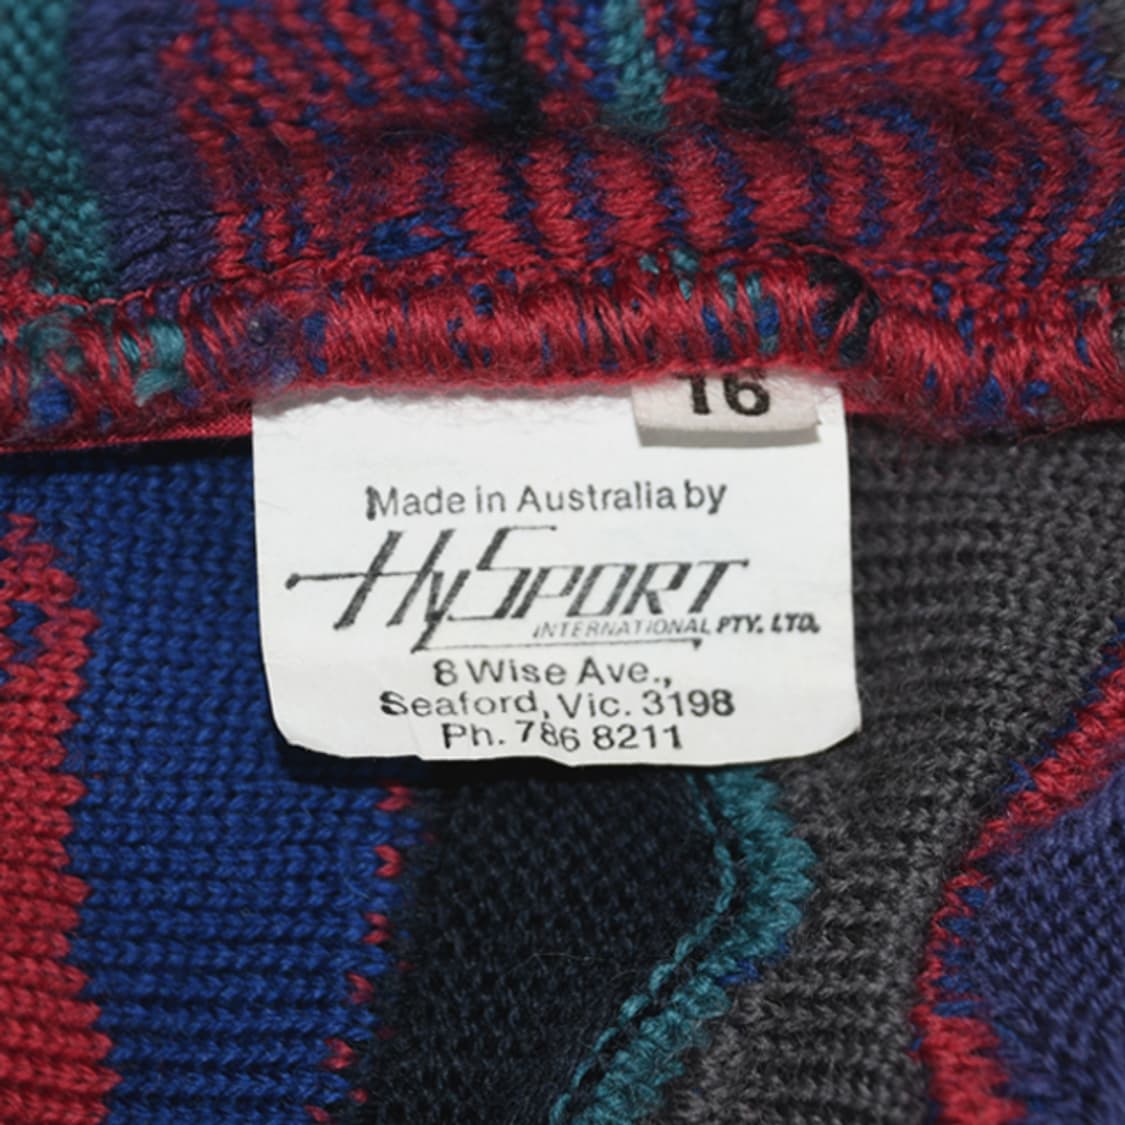 16
Made in Australia by
HySPORT
INTERNATIONAL PTY. LTD.
8 Wise Ave.,
Seaford, Vic. 3198
Ph. 786 8211